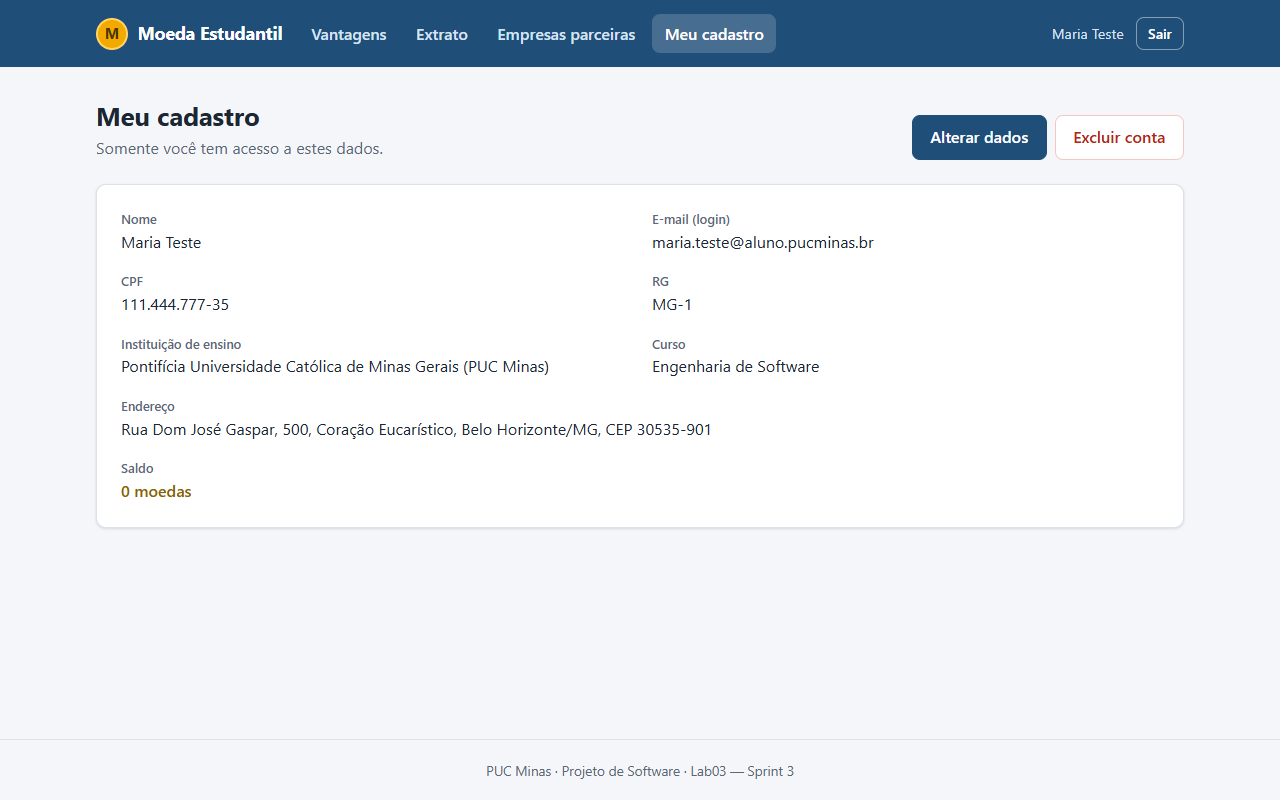 M Moeda Estudantil Vantagens Extrato Empresas parceiras Meu cadastro Maria Teste Sair
Meu cadastro
Somente você tem acesso a estes dados.
Alterar dados Excluir conta
Nome E-mail (login)
Maria Teste maria.teste@aluno.pucminas.br
CPF RG
111.444.777-35 MG-1
Instituição de ensino Curso
Pontifícia Universidade Católica de Minas Gerais (PUC Minas) Engenharia de Software
Endereço
Rua Dom José Gaspar, 500, Coração Eucarístico, Belo Horizonte/MG, CEP 30535-901
Saldo
0 moedas
PUC Minas · Projeto de Software · Lab03 — Sprint 3